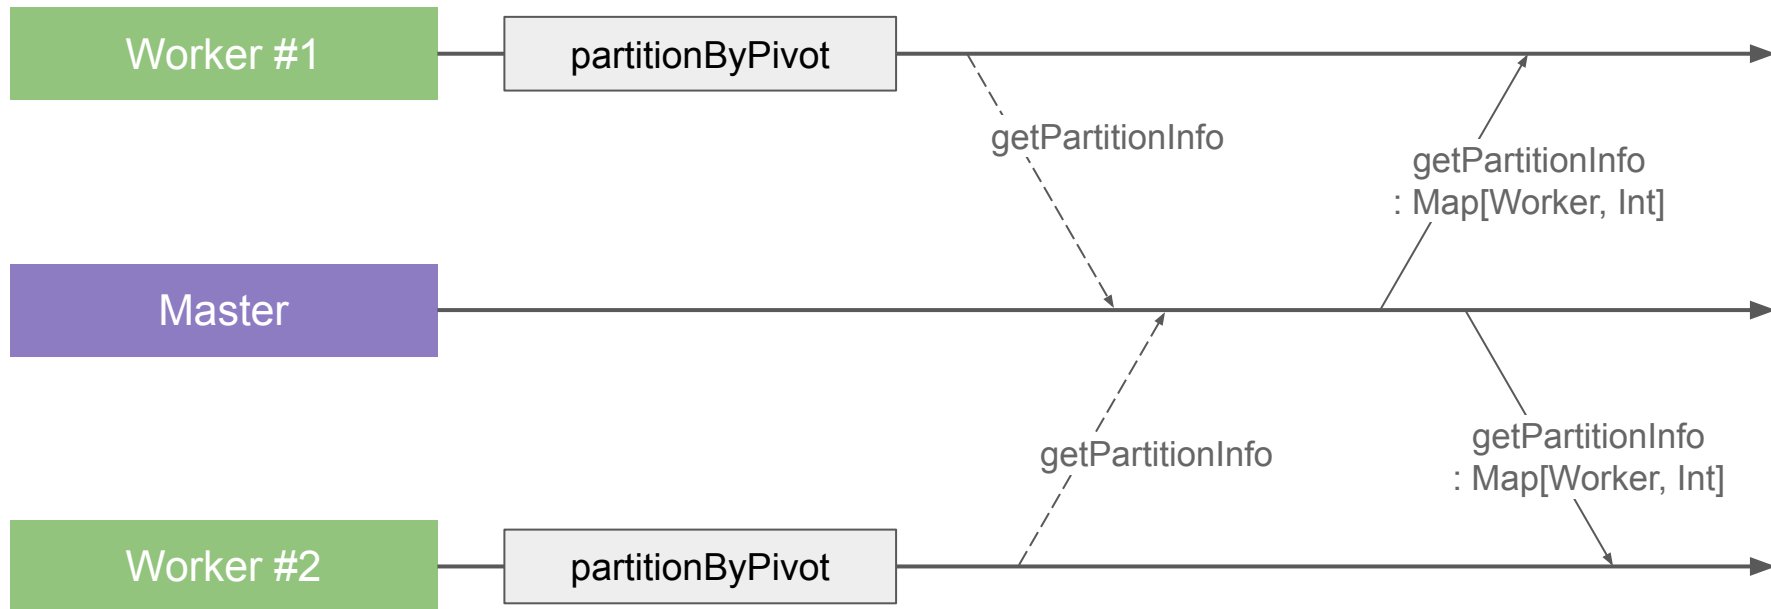 Worker #1
partitionByPivot
getPartitionInfo
getPartitionInfo
: Map[Worker, Int]
Master
getPartitionInfo
getPartitionInfo
: Map[Worker, Int]
Worker #2
partitionByPivot